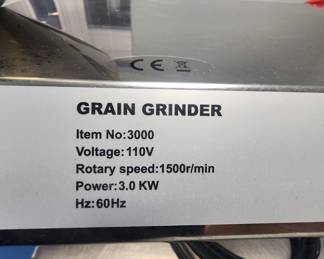 CE
GRAIN GRINDER
Item No:3000
Voltage:110V
Rotary speed:1500r/min
Power:3.0 KW
Hz:60Hz